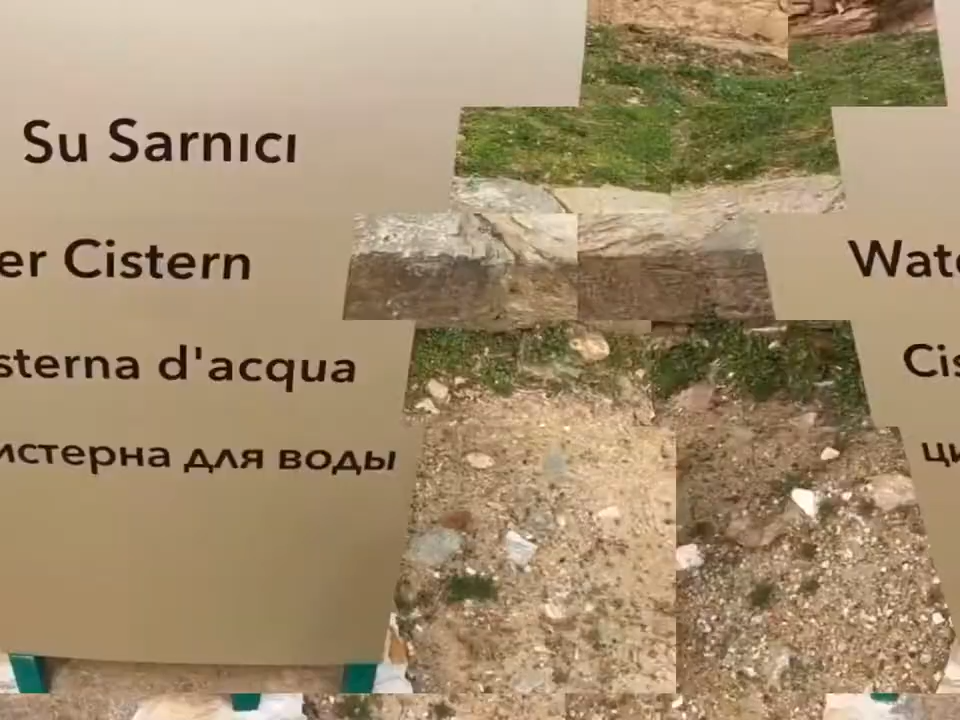 Su Sarnıcı
er Cistern Wate
sterna d'acqua Cis
истерна для воды ци